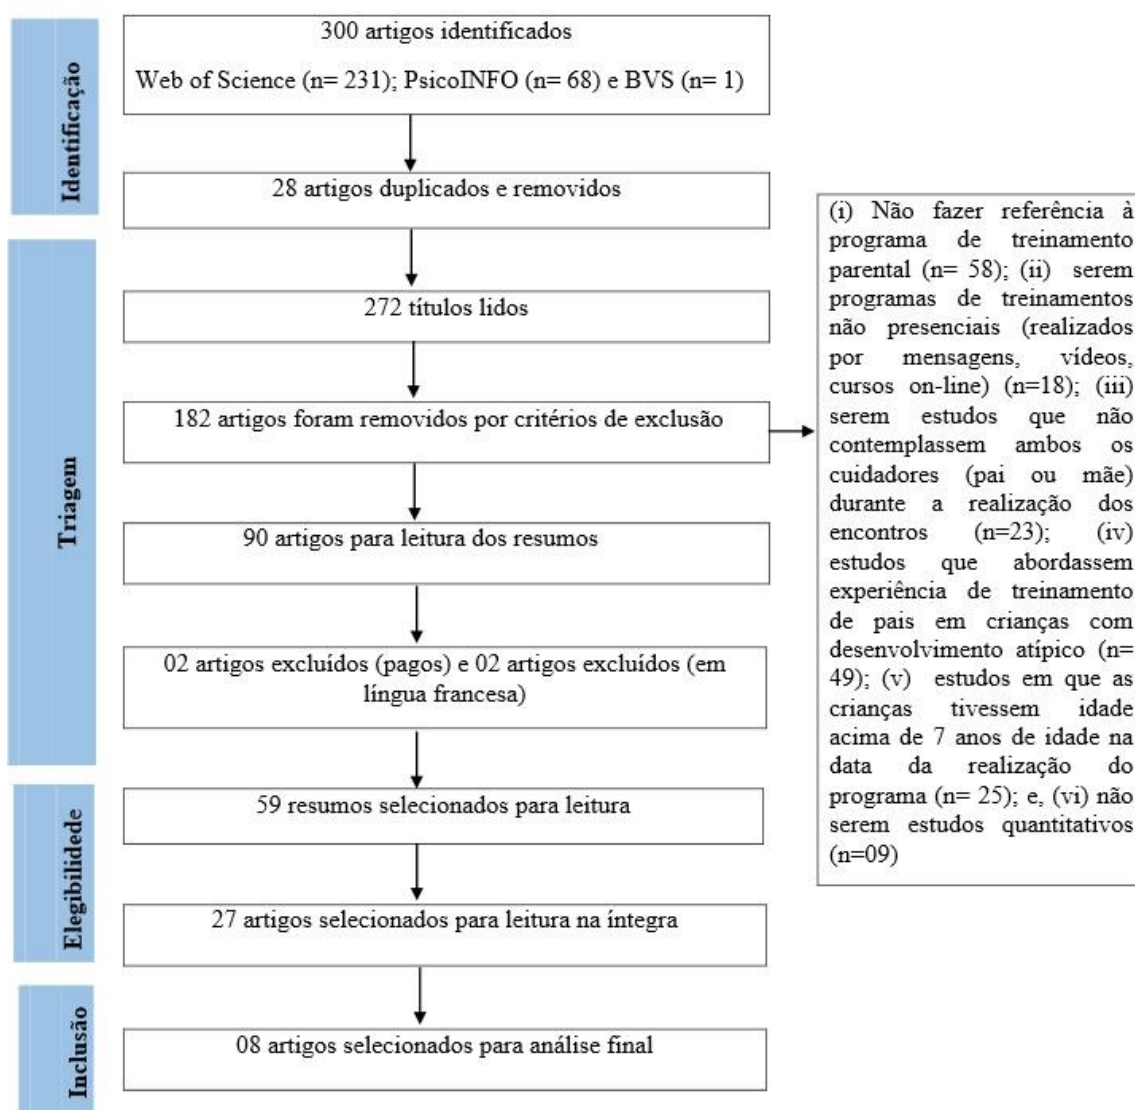 Identificação
300 artigos identificados
Web of Science (n= 231); PsicoINFO (n= 68) e BVS (n= 1)
28 artigos duplicados e removidos
Triagem
272 títulos lidos
182 artigos foram removidos por critérios de exclusão
90 artigos para leitura dos resumos
02 artigos excluídos (pagos) e 02 artigos excluídos (em
língua francesa)
(i) Não fazer referência à
programa de treinamento
parental (n= 58); (ii) serem
programas de treinamentos
não presenciais (realizados
por mensagens, vídeos,
cursos on-line) (n=18); (iii)
serem estudos que não
contemplassem ambos os
cuidadores (pai ou mãe)
durante a realização dos
encontros (n=23); (iv)
estudos que abordassem
experiência de treinamento
de pais em crianças com
desenvolvimento atípico (n=
49); (v) estudos em que as
crianças tivessem idade
acima de 7 anos de idade na
data da realização do
programa (n= 25); e, (vi) não
serem estudos quantitativos
(n=09)
Elegibilidede
59 resumos selecionados para leitura
27 artigos selecionados para leitura na íntegra
Inclusão
08 artigos selecionados para análise final